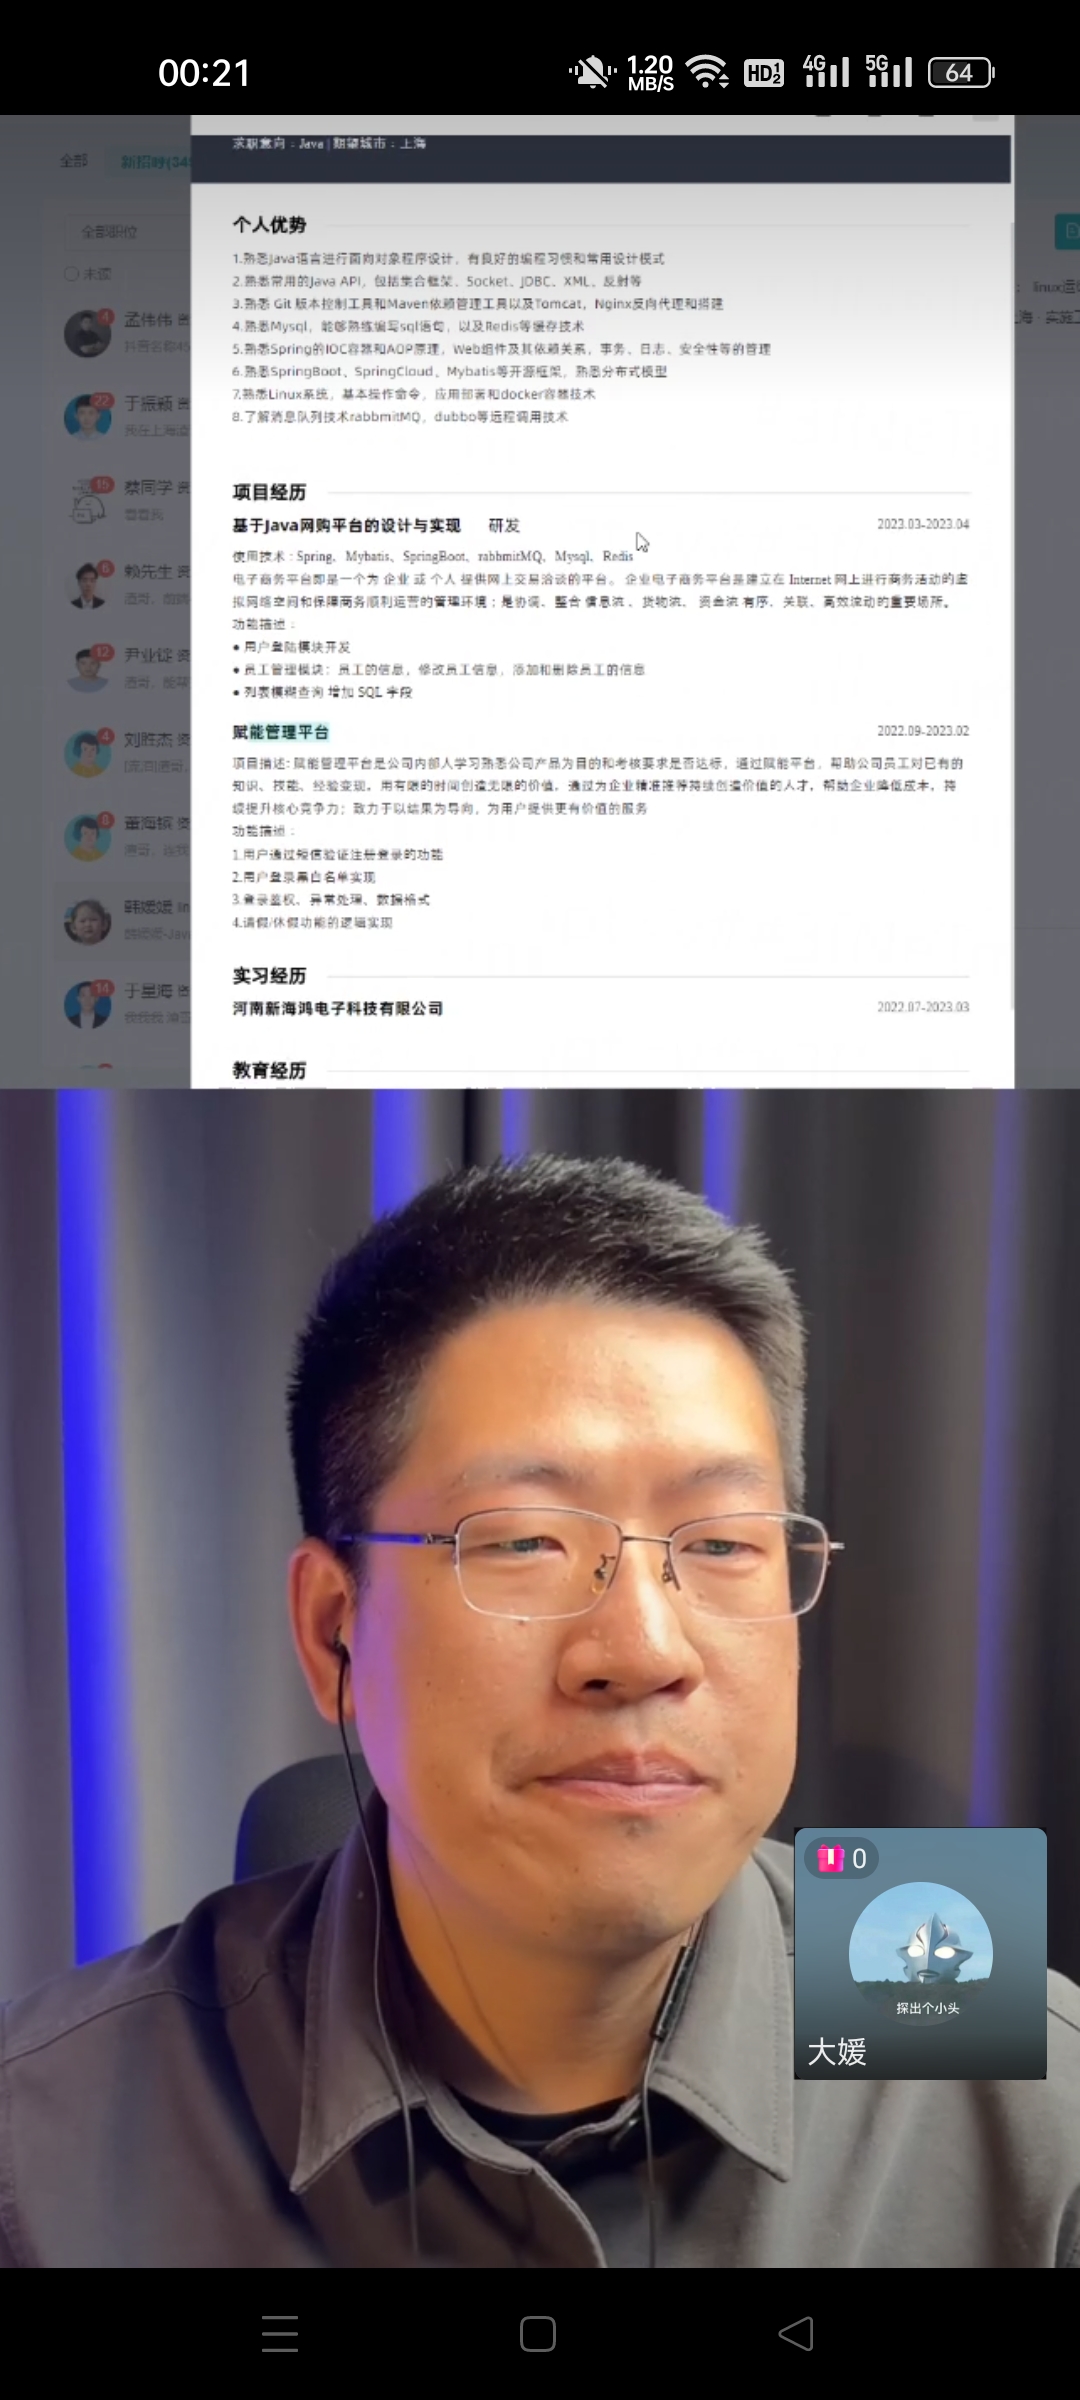 00:21
1.20
MB/S
HD
4G
5G
64
求职意向：Java | 期望城市：上海
全部
新招呼(34
全部职位
未读
孟伟伟
于振颢
我在上海
蔡同学
看看我
赖先生
尹业锭
刘胜杰
董海镔
韩媛媛 lin
韩媛媛-Jav
于星海
linux运
海 · 实施工
个人优势
1.熟悉Java语言进行面向对象程序设计，有良好的编程习惯和常用设计模式
2.熟悉常用的Java API，包括集合框架、Socket、JDBC、XML、反射等
3.熟悉 Git 版本控制工具和Maven依赖管理工具以及Tomcat，Nginx反向代理和搭建
4.熟悉Mysql，能够熟练编写sql语句，以及Redis等缓存技术
5.熟悉Spring的IOC容器和AOP原理，Web组件及其依赖关系，事务、日志、安全性等的管理
6.熟悉SpringBoot、SpringCloud、Mybatis等开源框架，熟悉分布式模型
7.熟悉Linux系统，基本操作命令，应用部署和docker容器技术
8.了解消息队列技术rabbmitMQ，dubbo等远程调用技术
项目经历
基于Java网购平台的设计与实现 研发 2023.03-2023.04
使用技术 : Spring、Mybatis、SpringBoot、rabbmitMQ、Mysql、Redis
电子商务平台即是一个为 企业 或 个人 提供网上交易洽谈的平台。 企业电子商务平台是建立在 Internet 网上进行商务活动的虚
拟网络空间和保障商务顺利运营的管理环境；是协调、整合 信息流 、货物流、 资金流 有序、关联、高效流动的重要场所。
功能描述：
● 用户登陆模块开发
● 员工管理模块：员工的信息，修改员工信息，添加和删除员工的信息
● 列表模糊查询 增加 SQL 字段
赋能管理平台 2022.09-2023.02
项目描述: 赋能管理平台是公司内部人学习熟悉公司产品为目的和考核要求是否达标，通过赋能平台，帮助公司员工对已有的
知识、技能、经验变现，用有限的时间创造无限的价值，通过为企业精准推荐持续创造价值的人才，帮助企业降低成本，持
续提升核心竞争力；致力于以结果为导向，为用户提供更有价值的服务
功能描述：
1.用户通过短信验证注册登录的功能
2.用户登录黑白名单实现
3.登录鉴权、异常处理、数据格式
4.请假/休假功能的逻辑实现
实习经历
河南新海鸿电子科技有限公司 2022.07-2023.03
教育经历
0
探出个小头
大媛